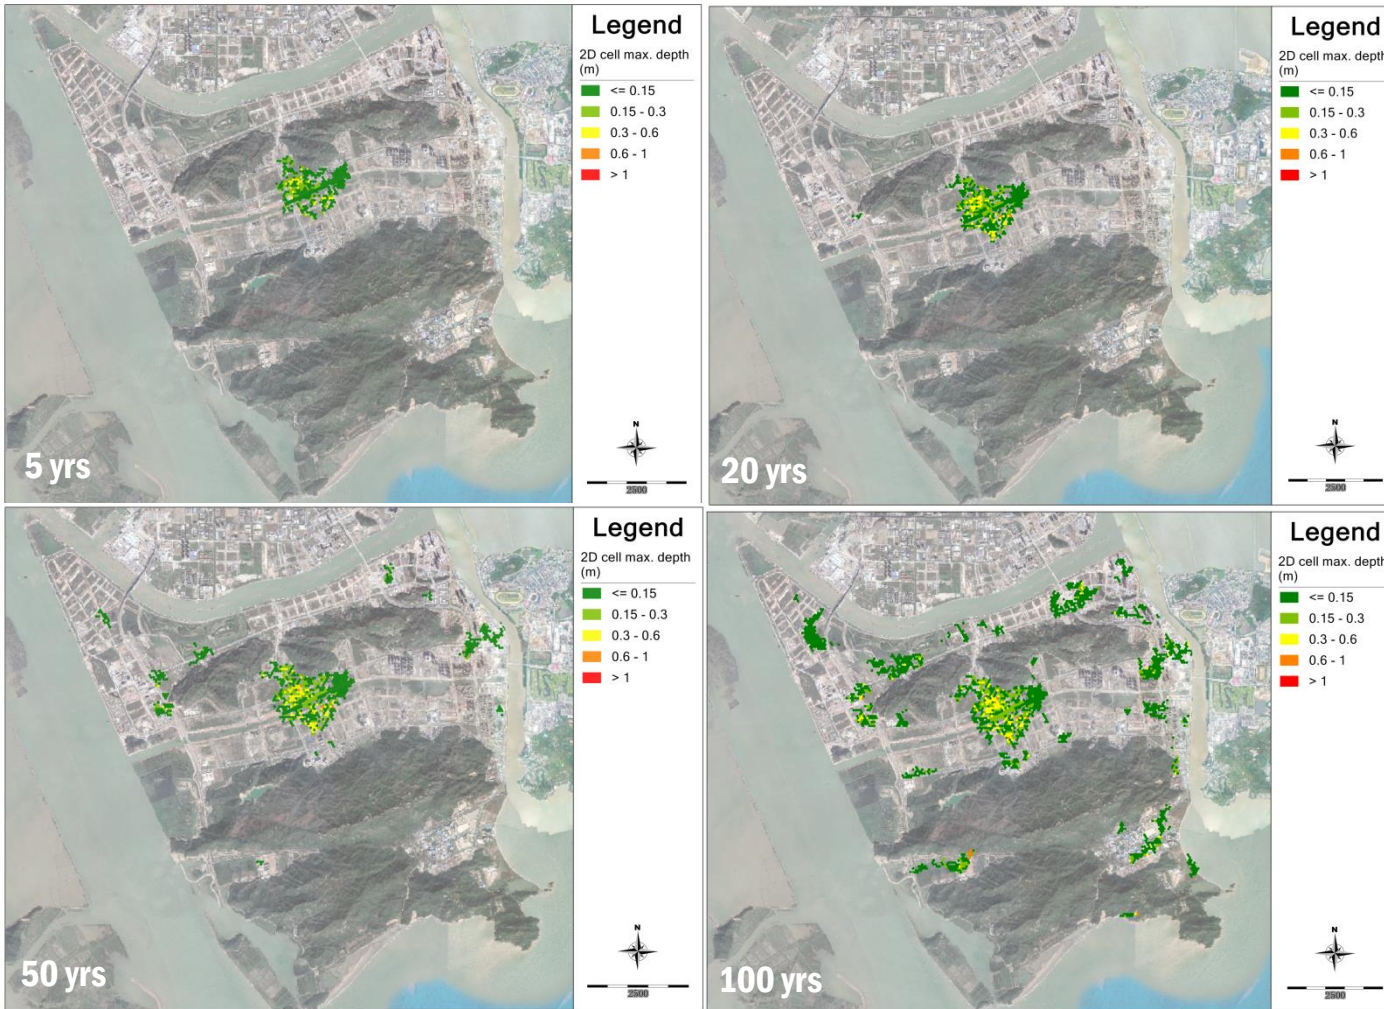 Legend
2D cell max. depth
(m)
<= 0.15
0.15 - 0.3
0.3 - 0.6
0.6 - 1
> 1
N
2500
5 yrs
Legend
2D cell max. depth
(m)
<= 0.15
0.15 - 0.3
0.3 - 0.6
0.6 - 1
> 1
N
2500
20 yrs
Legend
2D cell max. depth
(m)
<= 0.15
0.15 - 0.3
0.3 - 0.6
0.6 - 1
> 1
N
2500
50 yrs
Legend
2D cell max. depth
(m)
<= 0.15
0.15 - 0.3
0.3 - 0.6
0.6 - 1
> 1
N
2500
100 yrs